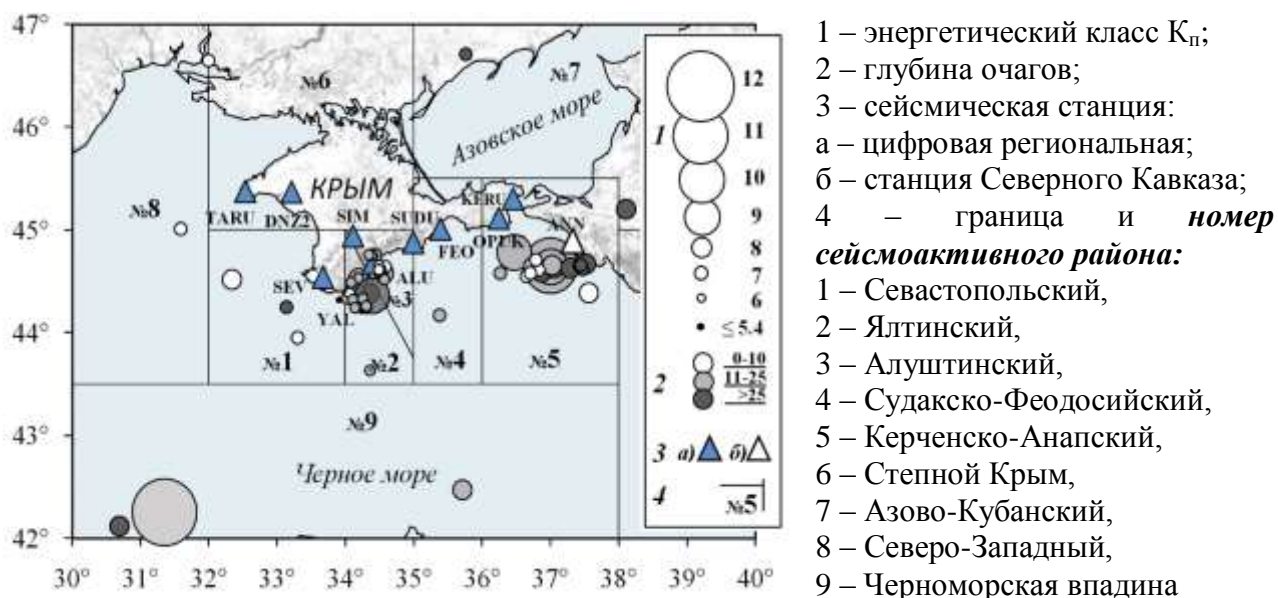 47°
46°
45°
44°
43°
42°
30° 31° 32° 33° 34° 35° 36° 37° 38° 39° 40°
№6
№7
Азовское море
КРЫМ
№8
TARU
DNZ2
SIM
SUDU
KERU
FEO
OPUK
ANN
SEV
ALU
YAL
№3
№1
№2
№4
№5
№9
Черное море
1
12
11
10
9
8
7
6
≤ 5.4
2
0-10
11-25
>25
3 а) б)
4 №5
1 – энергетический класс Kп;
2 – глубина очагов;
3 – сейсмическая станция:
а – цифровая региональная;
б – станция Северного Кавказа;
4 – граница и номер
сейсмоактивного района:
1 – Севастопольский,
2 – Ялтинский,
3 – Алуштинский,
4 – Судакско-Феодосийский,
5 – Керченско-Анапский,
6 – Степной Крым,
7 – Азово-Кубанский,
8 – Северо-Западный,
9 – Черноморская впадина